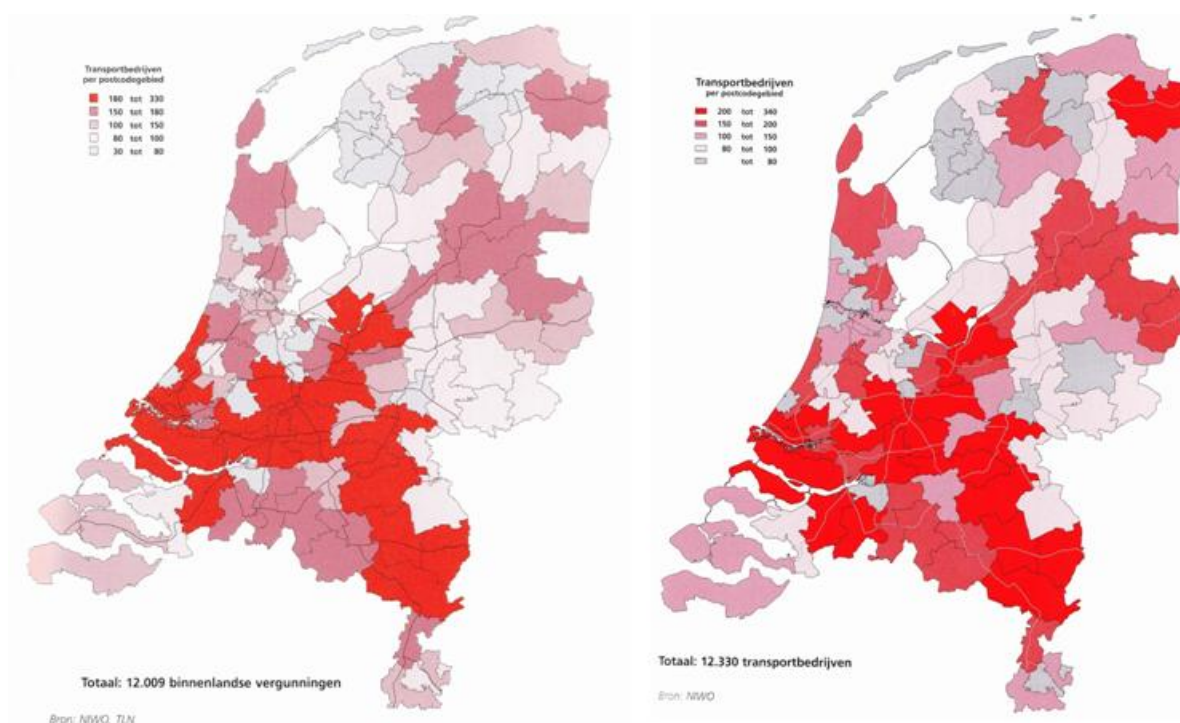 Transportbedrijven
per postcodegebied
180 tot 330
150 tot 180
100 tot 150
80 tot 100
30 tot 80
Totaal: 12.009 binnenlandse vergunningen
Bron: NIWO, TLN
Transportbedrijven
per postcodegebied
200 tot 340
150 tot 200
100 tot 150
80 tot 100
tot 80
Totaal: 12.330 transportbedrijven
Bron: NIWO